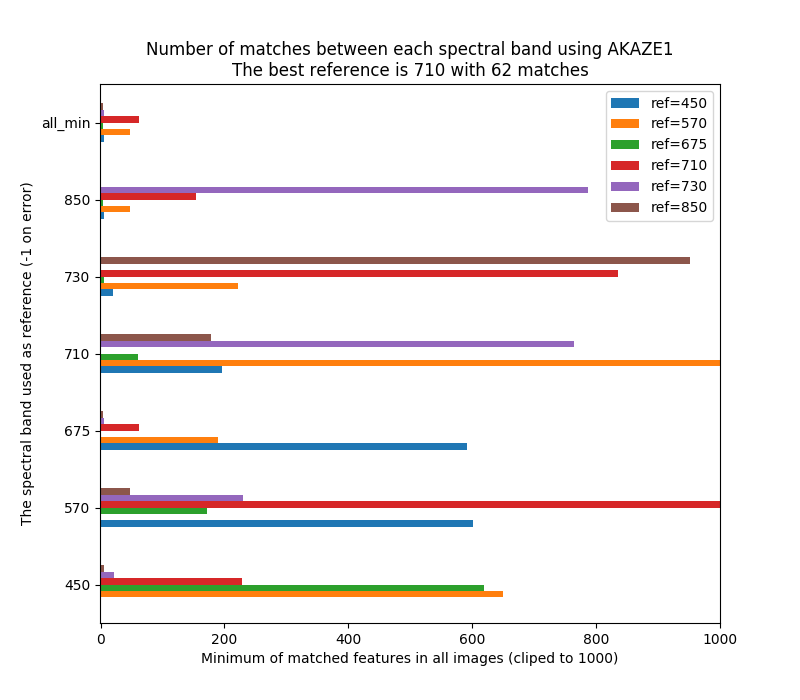 Number of matches between each spectral band using AKAZE1
The best reference is 710 with 62 matches
ref=450
ref=570
ref=675
ref=710
ref=730
ref=850
The spectral band used as reference (-1 on error)
all_min
850
730
710
675
570
450
0 200 400 600 800 1000
Minimum of matched features in all images (cliped to 1000)